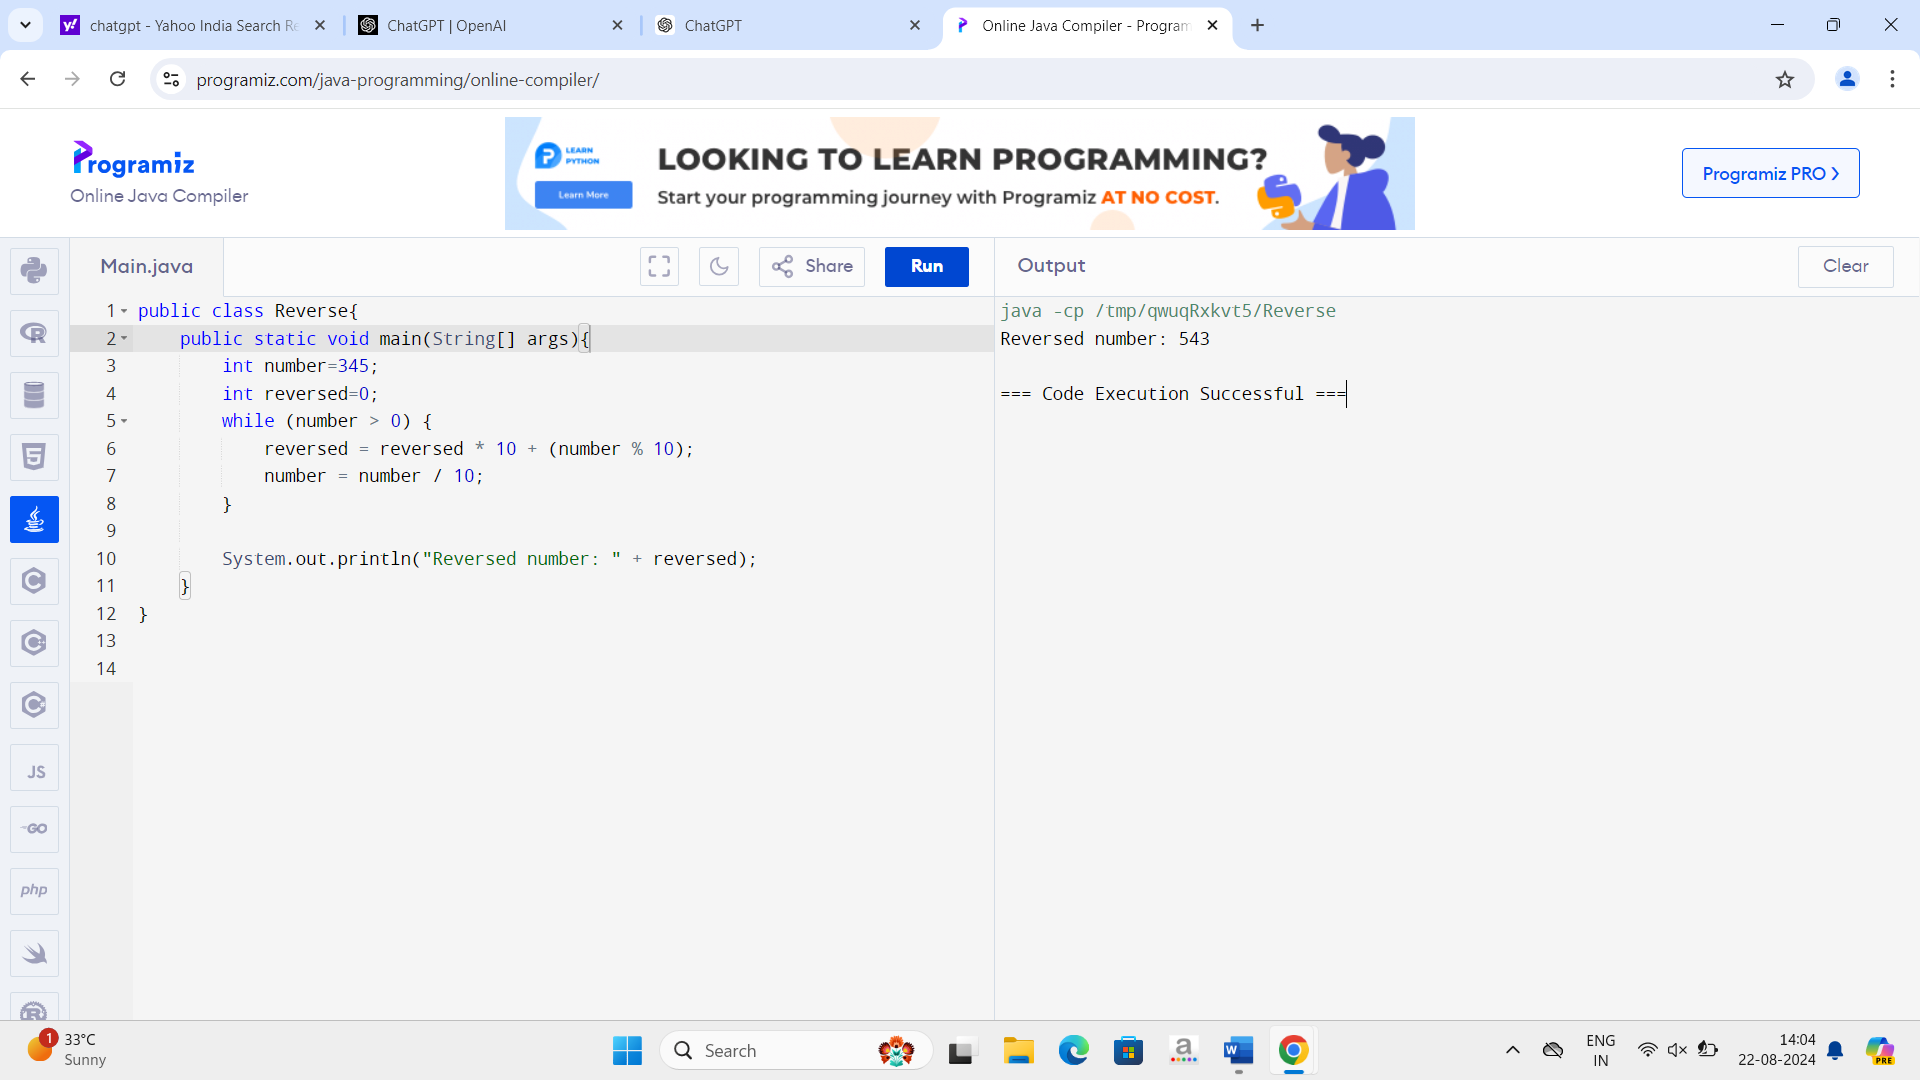 chatgpt - Yahoo India Search Re
ChatGPT | OpenAI
ChatGPT
Online Java Compiler - Program
programiz.com/java-programming/online-compiler/
Programiz
Online Java Compiler
LEARN
PYTHON
Learn More
LOOKING TO LEARN PROGRAMMING?
Start your programming journey with Programiz AT NO COST.
Programiz PRO
Main.java
Share
Run
Output
Clear
1 public class Reverse{
2     public static void main(String[] args){
3         int number=345;
4         int reversed=0;
5         while (number > 0) {
6             reversed = reversed * 10 + (number % 10);
7             number = number / 10;
8         }
9
10         System.out.println("Reversed number: " + reversed);
11     }
12 }
13
14
java -cp /tmp/qwuqRxkvt5/Reverse
Reversed number: 543
=== Code Execution Successful ===
R
5
C
C
C
JS
GO
php
R
1
33°C
Sunny
Search
a
W
ENG
IN
14:04
22-08-2024
PRE